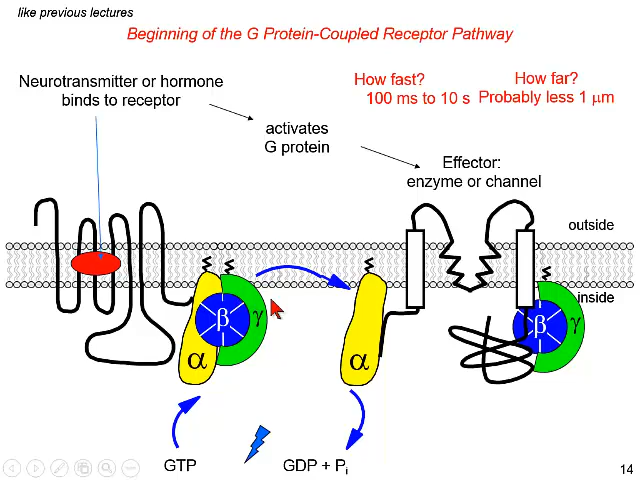 like previous lectures
Beginning of the G Protein-Coupled Receptor Pathway
Neurotransmitter or hormone
binds to receptor
activates
G protein
How fast?
100 ms to 10 s
How far?
Probably less 1 μm
Effector:
enzyme or channel
outside
inside
β
γ
α
α
β
γ
GTP
GDP + Pi
14